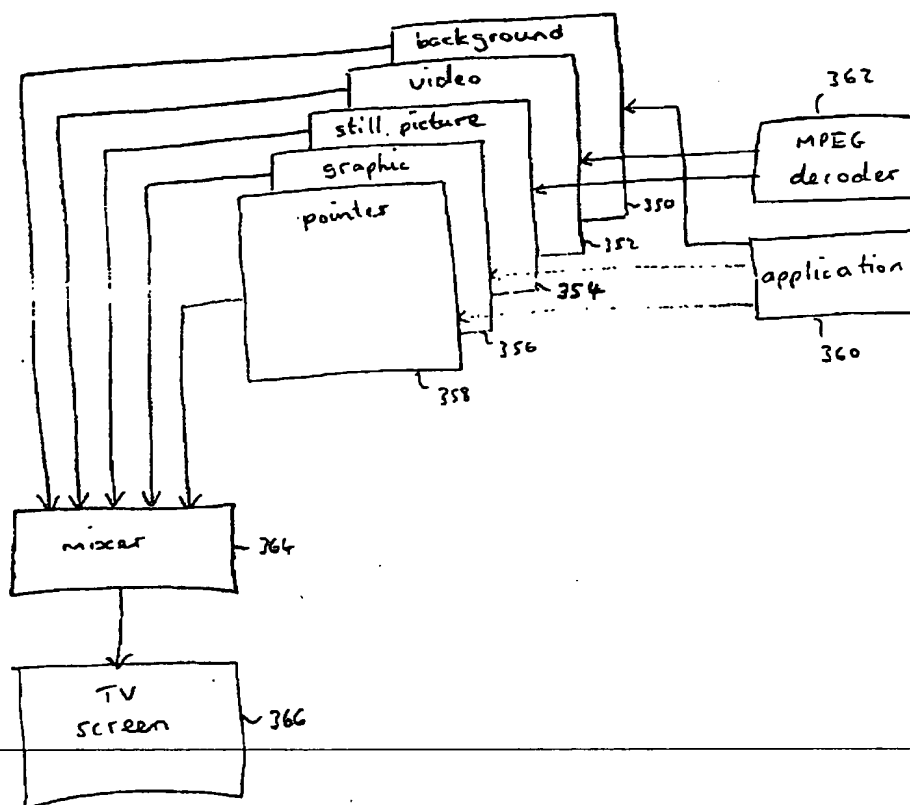 background
video
still picture
graphic
pointer
362
MPEG
decoder
350
352
354
356
358
application
360
mixer
364
TV
screen
366